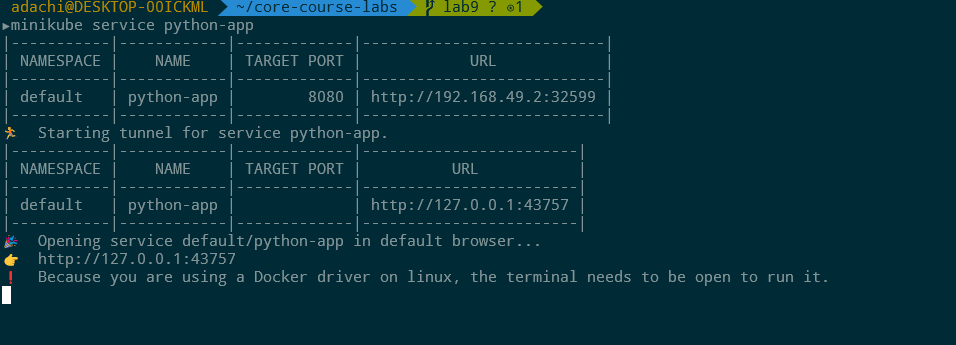 adachi@DESKTOP-0OICKML ~/core-course-labs lab9 ? ⊙1
▶minikube service python-app
|-----------|------------|-------------|---------------------------|
| NAMESPACE |    NAME    | TARGET PORT |            URL            |
|-----------|------------|-------------|---------------------------|
| default   | python-app |        8080 | http://192.168.49.2:32599 |
|-----------|------------|-------------|---------------------------|
🏃  Starting tunnel for service python-app.
|-----------|------------|-------------|------------------------|
| NAMESPACE |    NAME    | TARGET PORT |          URL           |
|-----------|------------|-------------|------------------------|
| default   | python-app |             | http://127.0.0.1:43757 |
|-----------|------------|-------------|------------------------|
🎉  Opening service default/python-app in default browser...
👉  http://127.0.0.1:43757
❗  Because you are using a Docker driver on linux, the terminal needs to be open to run it.